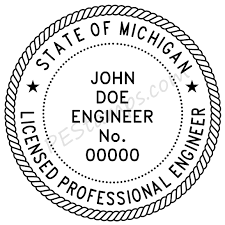 STATE OF MICHIGAN
JOHN
DOE
ENGINEER
No.
00000
LICENSED PROFESSIONAL ENGINEER